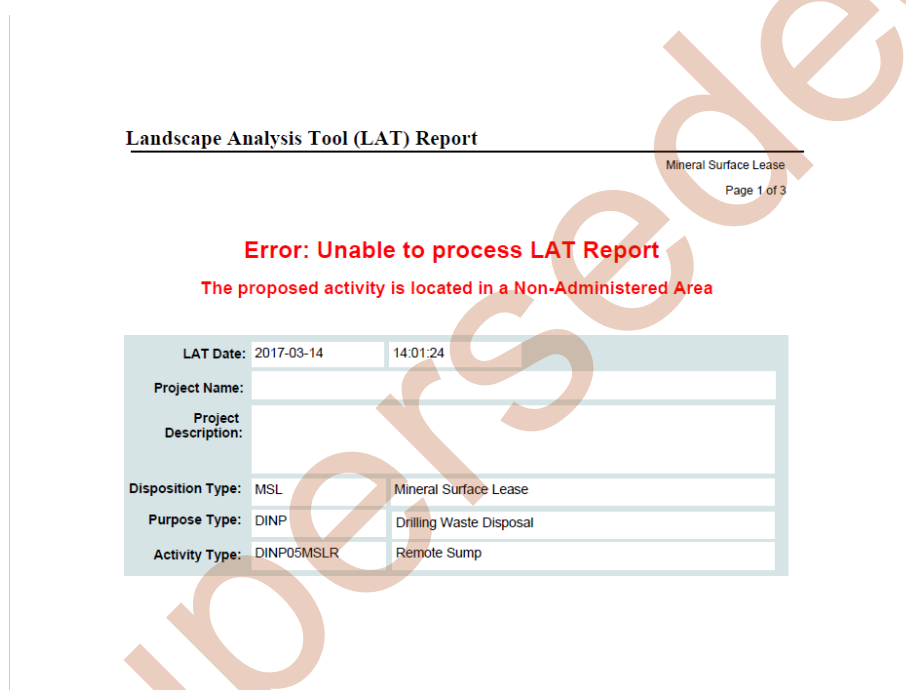 Landscape Analysis Tool (LAT) Report
Mineral Surface Lease
Page 1 of 3
Error: Unable to process LAT Report
The proposed activity is located in a Non-Administered Area
LAT Date: 2017-03-14 14:01:24
Project Name:
Project
Description:
Disposition Type: MSL Mineral Surface Lease
Purpose Type: DINP Drilling Waste Disposal
Activity Type: DINP05MSLR Remote Sump